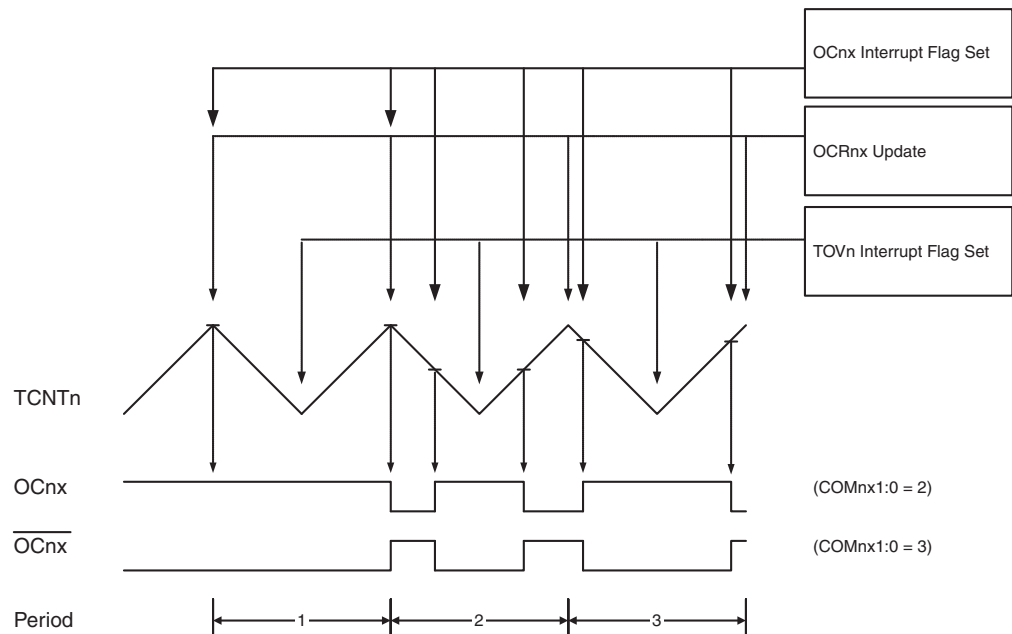 OCnx Interrupt Flag Set
OCRnx Update
TOVn Interrupt Flag Set
TCNTn
OCnx
(COMnx1:0 = 2)
OCnx
(COMnx1:0 = 3)
Period
1
2
3